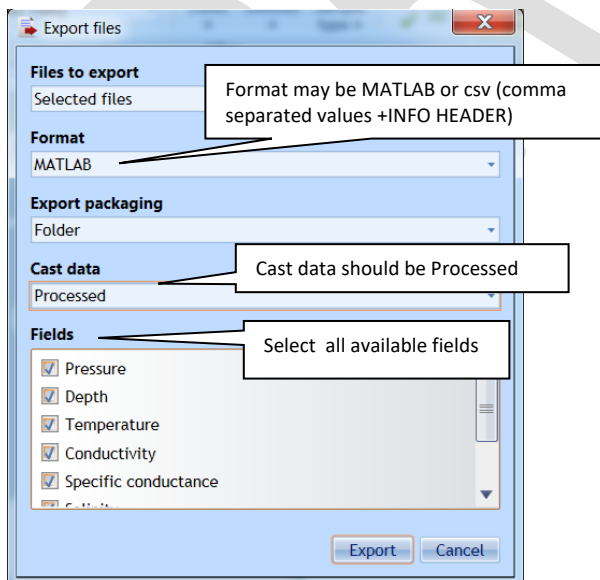 Export files
Files to export
Selected files
Format may be MATLAB or csv (comma
separated values +INFO HEADER)
Format
MATLAB
Export packaging
Folder
Cast data
Cast data should be Processed
Processed
Fields
Select all available fields
Pressure
Depth
Temperature
Conductivity
Specific conductance
Export
Cancel